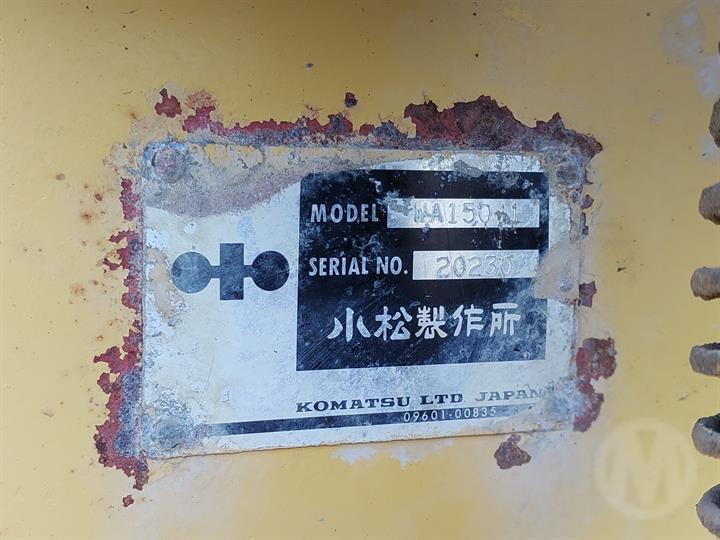 MODEL WA150-1
SERIAL NO. 20230
小松製作所
KOMATSU LTD JAPAN
09601-00835